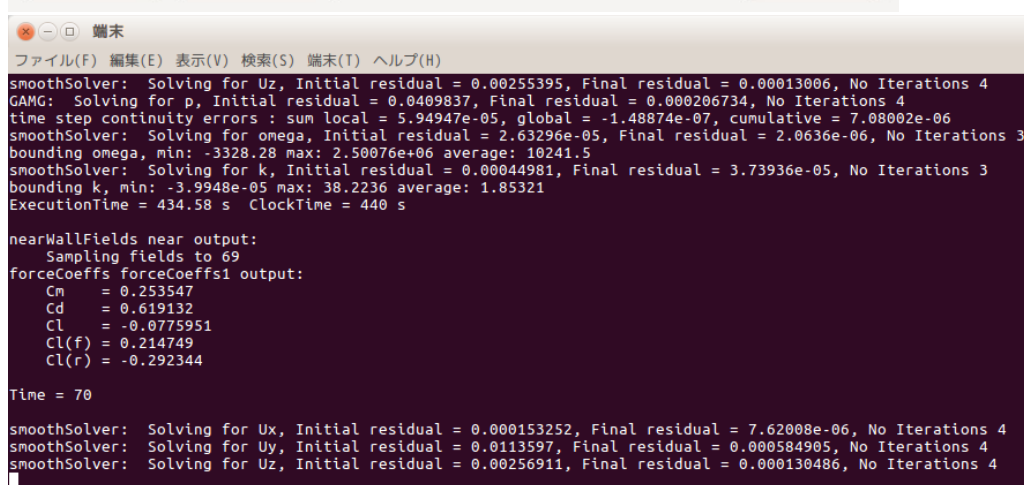 端末
ファイル(F) 編集(E) 表示(V) 検索(S) 端末(T) ヘルプ(H)
smoothSolver:  Solving for Uz, Initial residual = 0.00255395, Final residual = 0.00013006, No Iterations 4
GAMG:  Solving for p, Initial residual = 0.0409837, Final residual = 0.000206734, No Iterations 4
time step continuity errors : sum local = 5.94947e-05, global = -1.48874e-07, cumulative = 7.08002e-06
smoothSolver:  Solving for omega, Initial residual = 2.63296e-05, Final residual = 2.0636e-06, No Iterations 3
bounding omega, min: -3328.28 max: 2.50076e+06 average: 10241.5
smoothSolver:  Solving for k, Initial residual = 0.00044981, Final residual = 3.73936e-05, No Iterations 3
bounding k, min: -3.9948e-05 max: 38.2236 average: 1.85321
ExecutionTime = 434.58 s  ClockTime = 440 s
nearWallFields near output:
    Sampling fields to 69
forceCoeffs forceCoeffs1 output:
    Cm    = 0.253547
    Cd    = 0.619132
    Cl    = -0.0775951
    Cl(f) = 0.214749
    Cl(r) = -0.292344
Time = 70
smoothSolver:  Solving for Ux, Initial residual = 0.000153252, Final residual = 7.62008e-06, No Iterations 4
smoothSolver:  Solving for Uy, Initial residual = 0.0113597, Final residual = 0.000584905, No Iterations 4
smoothSolver:  Solving for Uz, Initial residual = 0.00256911, Final residual = 0.000130486, No Iterations 4